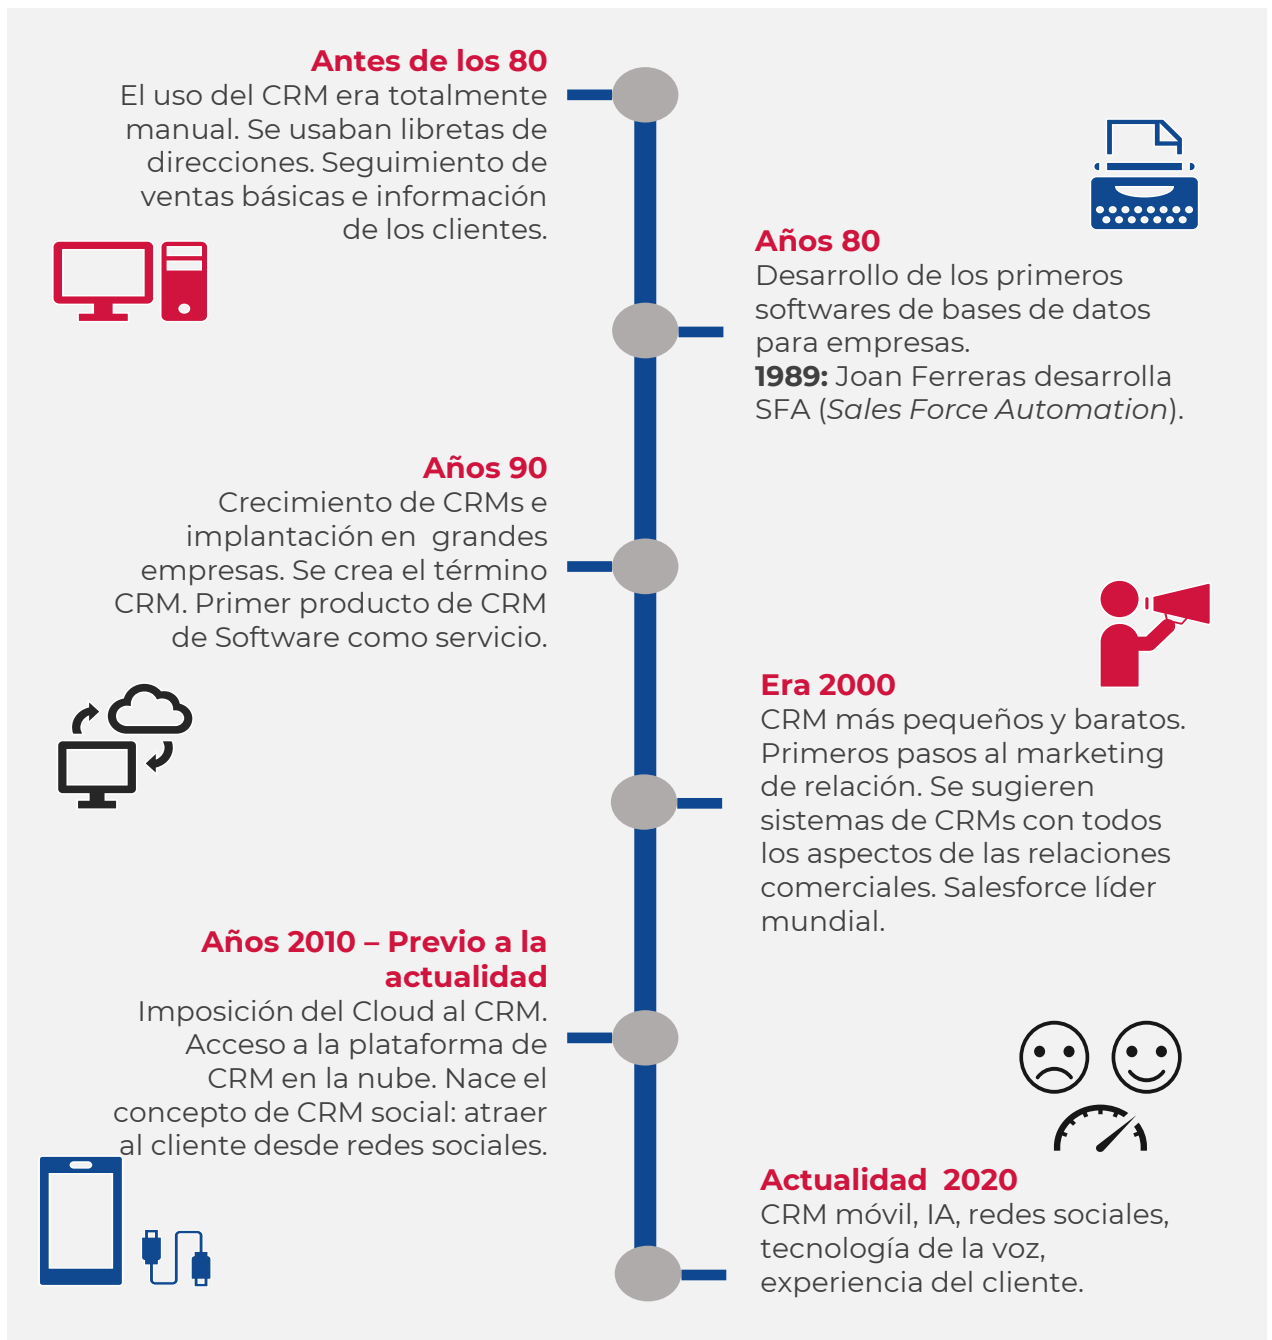 Antes de los 80
El uso del CRM era totalmente
manual. Se usaban libretas de
direcciones. Seguimiento de
ventas básicas e información
de los clientes.
Años 80
Desarrollo de los primeros
softwares de bases de datos
para empresas.
1989: Joan Ferreras desarrolla
SFA (Sales Force Automation).
Años 90
Crecimiento de CRMs e
implantación en  grandes
empresas. Se crea el término
CRM. Primer producto de CRM
de Software como servicio.
Era 2000
CRM más pequeños y baratos.
Primeros pasos al marketing
de relación. Se sugieren
sistemas de CRMs con todos
los aspectos de las relaciones
comerciales. Salesforce líder
mundial.
Años 2010 – Previo a la
actualidad
Imposición del Cloud al CRM.
Acceso a la plataforma de
CRM en la nube. Nace el
concepto de CRM social: atraer
al cliente desde redes sociales.
Actualidad  2020
CRM móvil, IA, redes sociales,
tecnología de la voz,
experiencia del cliente.